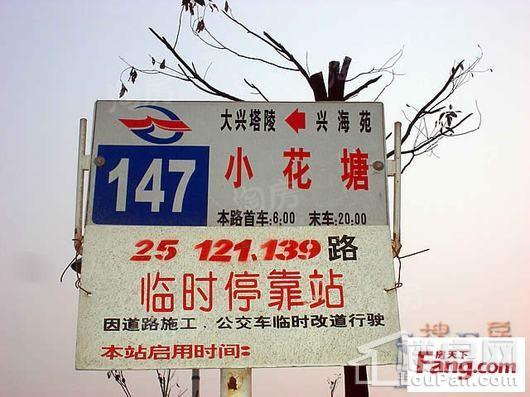 大兴塔陵 ← 兴海苑
147
小花塘
本路首车:6:00 末车:20:00
25 121.139路
临时停靠站
因道路施工．公交车临时改道行驶
本站启用时间:
房天下
Fang.com
TouPan.com